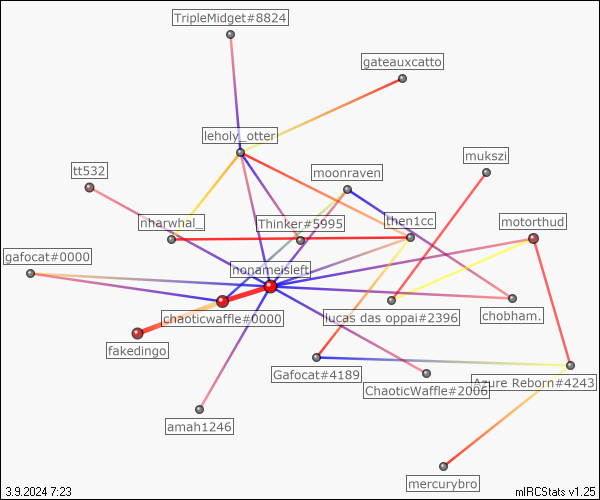 TripleMidget#8824
gateauxcatto
leholy_otter
mukszi
moonraven
tt532
nharwhal_
Thinker#5995
then1cc
motorthud
gafocat#0000
nonameisleft
chaoticwaffle#0000
lucas das oppai#2396
chobham.
fakedingo
Gafocat#4189
ChaoticWaffle#2006
Azure Reborn#4243
amah1246
mercurybro
3.9.2024 7:23
mIRCStats v1.25